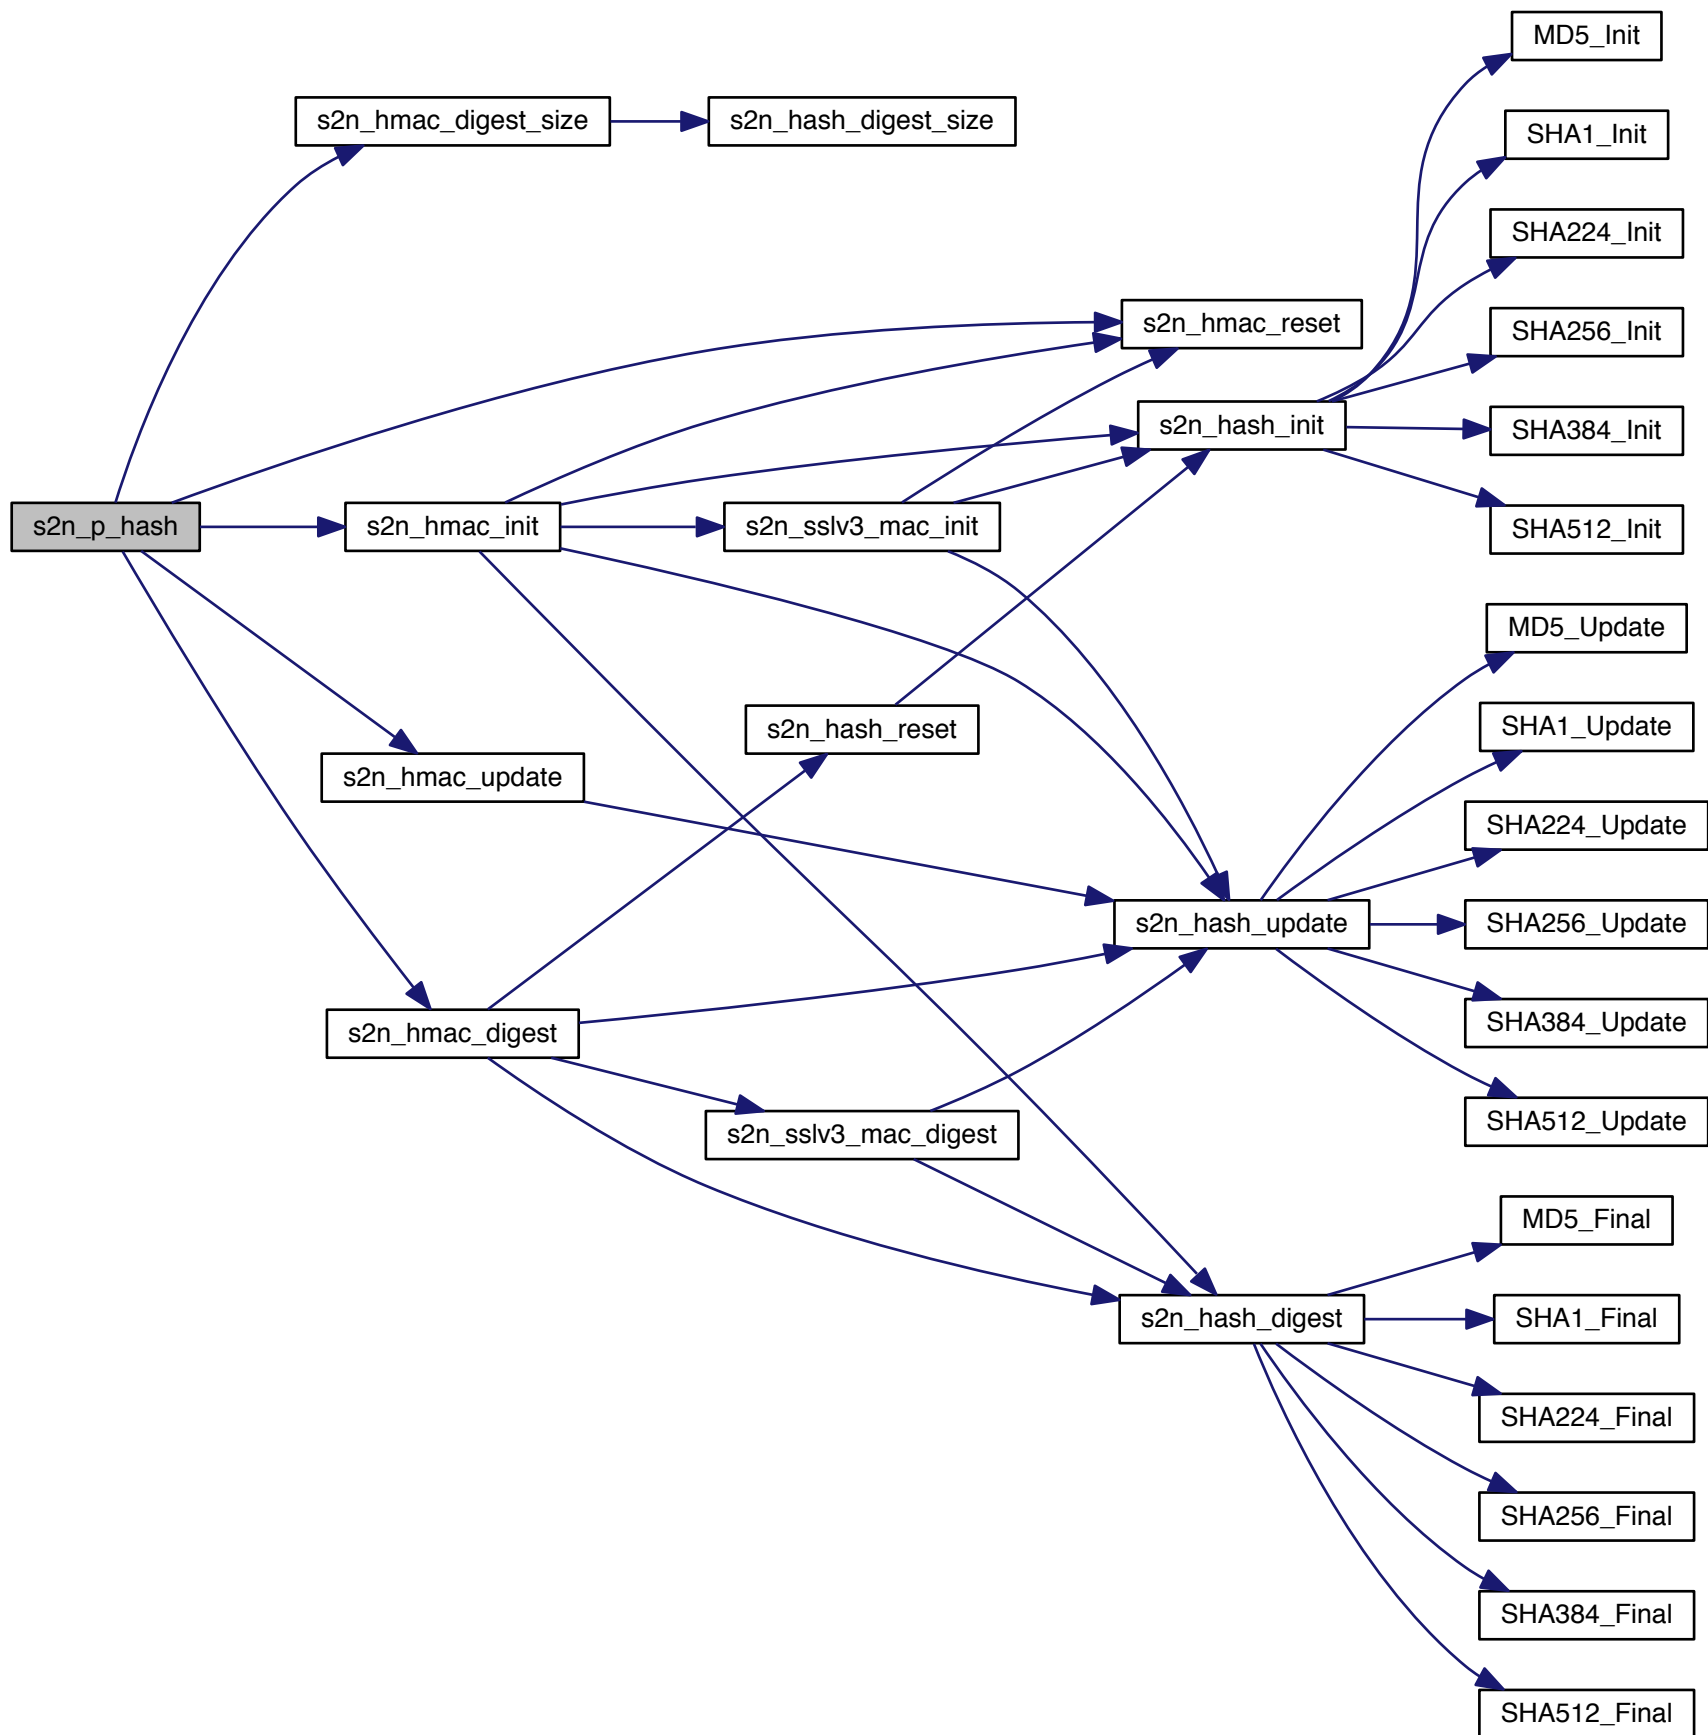 MD5_Init
s2n_hmac_digest_size
s2n_hash_digest_size
SHA1_Init
SHA224_Init
s2n_hmac_reset
SHA256_Init
s2n_hash_init
SHA384_Init
s2n_p_hash
s2n_hmac_init
s2n_sslv3_mac_init
SHA512_Init
MD5_Update
s2n_hash_reset
SHA1_Update
s2n_hmac_update
SHA224_Update
s2n_hash_update
SHA256_Update
s2n_hmac_digest
SHA384_Update
s2n_sslv3_mac_digest
SHA512_Update
MD5_Final
s2n_hash_digest
SHA1_Final
SHA224_Final
SHA256_Final
SHA384_Final
SHA512_Final